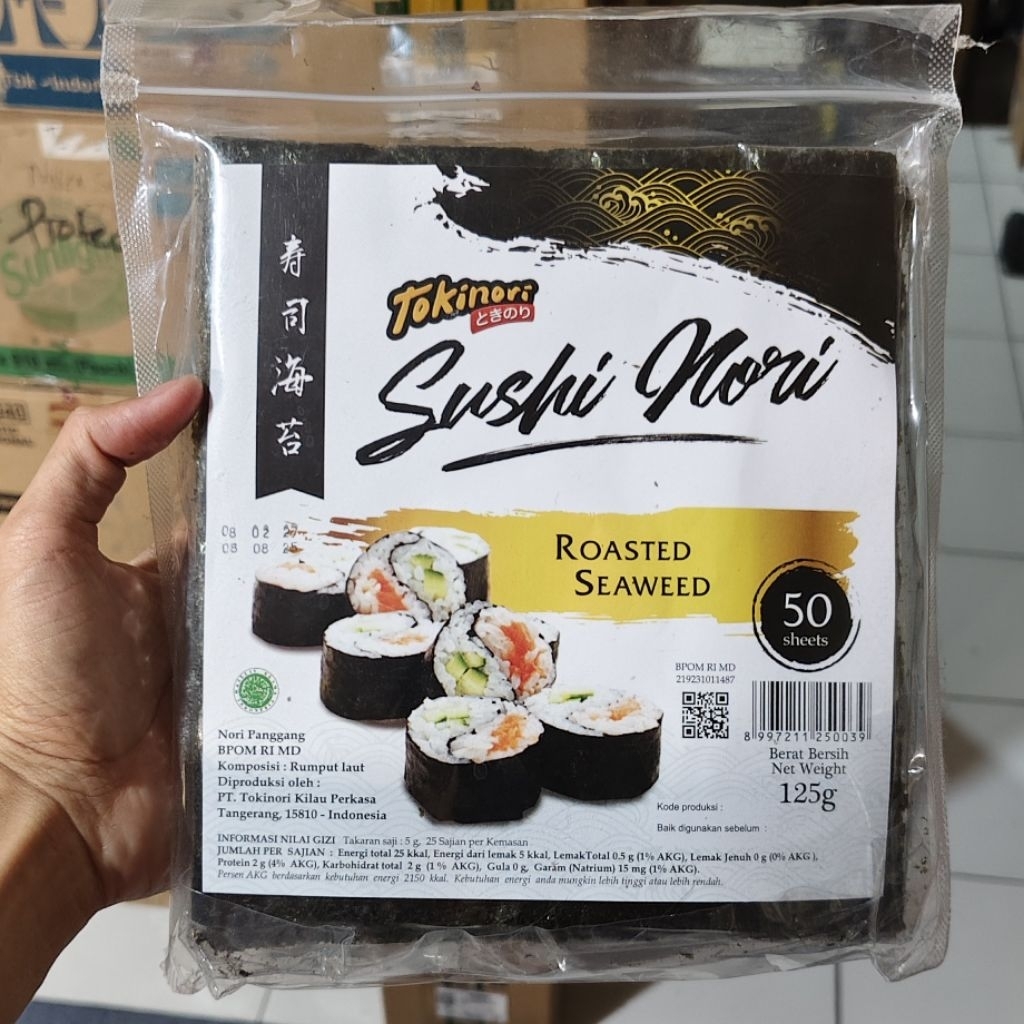 寿司海苔
Tokinori
ときのり
Sushi Nori
ROASTED
SEAWEED
50
sheets
08 02 27
08 08 25
BPOM RI MD
219231011487
8 997211 250039
Berat Bersih
Net Weight
125g
Nori Panggang
BPOM RI MD
Komposisi : Rumput laut
Diproduksi oleh :
PT. Tokinori Kilau Perkasa
Tangerang, 15810 - Indonesia
Kode produksi :
Baik digunakan sebelum :
INFORMASI NILAI GIZI Takaran saji : 5 g, 25 Sajian per Kemasan
JUMLAH PER SAJIAN : Energi total 25 kkal, Energi dari lemak 5 kkal, LemakTotal 0.5 g (1% AKG), Lemak Jenuh 0 g (0% AKG ),
Protein 2 g (4% AKG), Karbohidrat total 2 g (1 % AKG), Gula 0 g, Garam (Natrium) 15 mg (1% AKG).
Persen AKG berdasarkan kebutuhan energi 2150 kkal. Kebutuhan energi anda mungkin lebih tinggi atau lebih rendah.